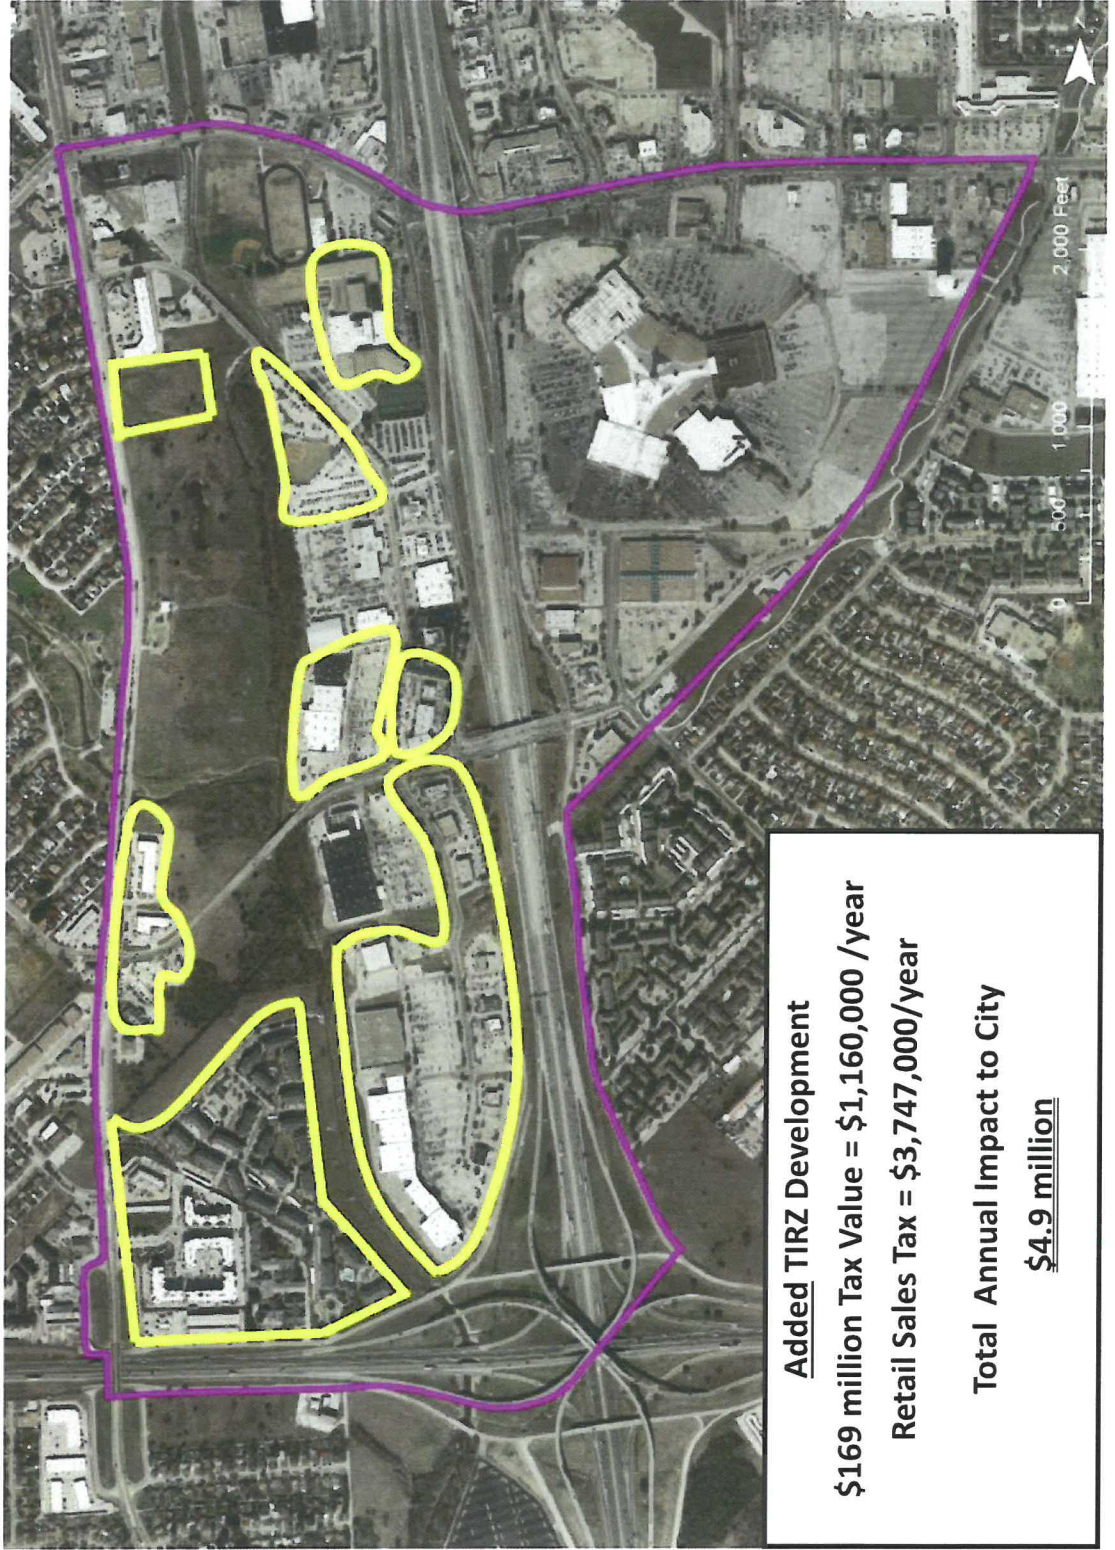 Added TIRZ Development
$169 million Tax Value = $1,160,000 /year
Retail Sales Tax = $3,747,000/year
Total Annual Impact to City
$4.9 million
0 500 1,000 2,000 Feet